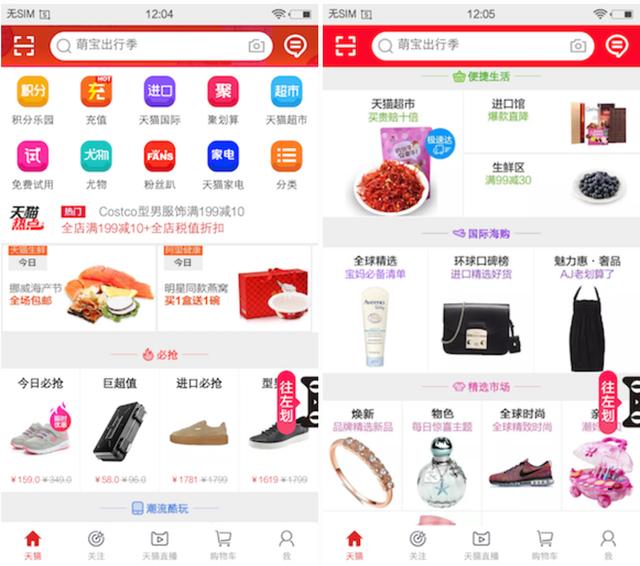 无SIM
12:04
萌宝出行季
积分
HOT
充
进口
聚
超市
积分乐园
充值
天猫国际
聚划算
天猫超市
试
尤物
FANS
家电
免费试用
尤物
粉丝趴
天猫家电
分类
天猫热点
热门 Costco型男服饰满199减10
全店满199减10+全店税值折扣
天猫生鲜
今日
挪威海产节
全场包邮
阿里健康
今日
明星同款燕窝
买1盒送1碗
必抢
今日必抢
巨超值
进口必抢
型男
限时优惠
往左划
¥159.0 ¥349.0
¥58.0 ¥96.0
¥1781 ¥1799
¥1619 ¥1799
潮流酷玩
天猫
关注
天猫直播
购物车
我
无SIM
12:05
萌宝出行季
便捷生活
天猫超市
买贵赔十倍
极速达
进口馆
爆款直降
生鲜区
满99减30
国际海购
全球精选
宝妈必备清单
环球口碑榜
进口精选好货
魅力惠·奢品
AJ老划算了
Aveeno
精选市场
焕新
品牌精选新品
物色
每日惊喜主题
全球时尚
全球精致时尚
亲
潮妈
往左划
天猫
关注
天猫直播
购物车
我